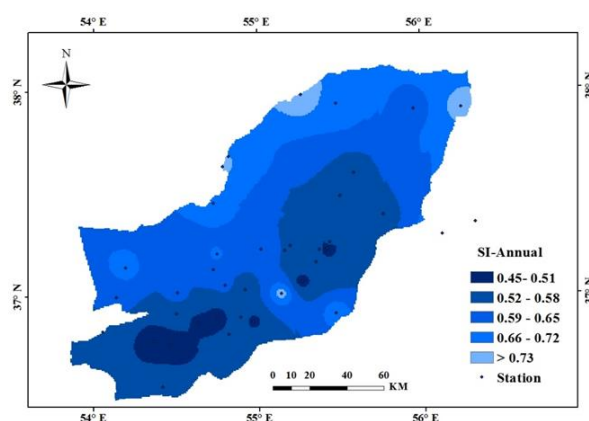 54° E 55° E 56° E
N
38° N 38° N
SI-Annual
0.45- 0.51
0.52 - 0.58
0.59 - 0.65
0.66 - 0.72
> 0.73
Station
37° N 37° N
0 10 20 40 60
KM
54° E 55° E 56° E